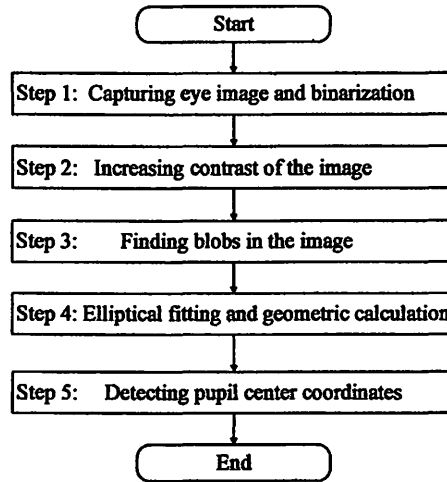 Start
Step 1: Capturing eye image and binarization
Step 2: Increasing contrast of the image
Step 3: Finding blobs in the image
Step 4: Elliptical fitting and geometric calculation
Step 5: Detecting pupil center coordinates
End